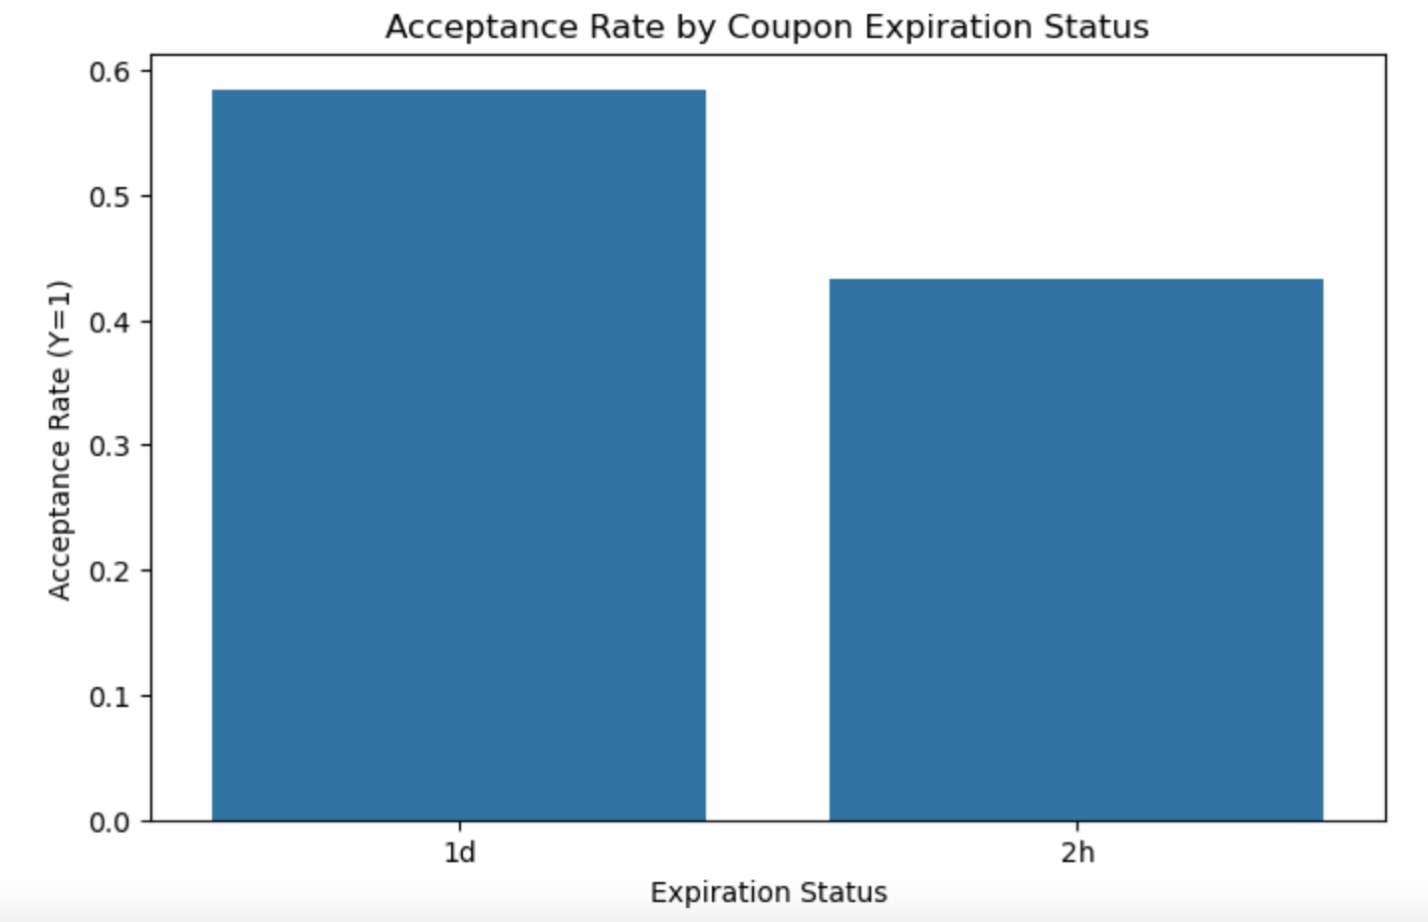 Acceptance Rate by Coupon Expiration Status
0.6
0.5
0.4
0.3
0.2
0.1
0.0
Acceptance Rate (Y=1)
1d
2h
Expiration Status